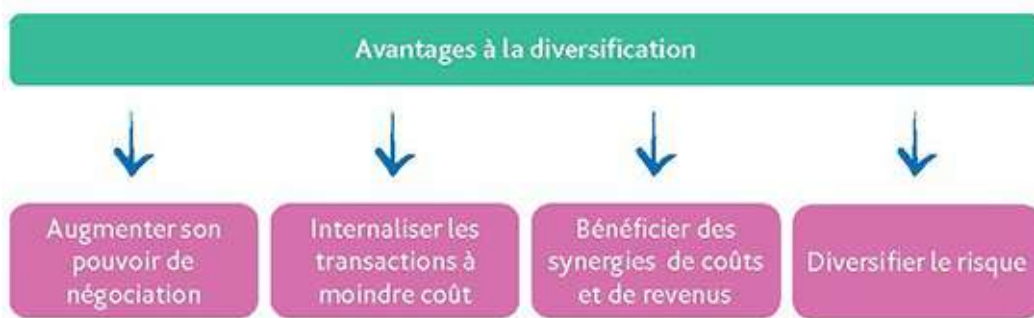 Avantages à la diversification
Augmenter son
pouvoir de
négociation
Internaliser les
transactions à
moindre coût
Bénéficier des
synergies de coûts
et de revenus
Diversifier le risque